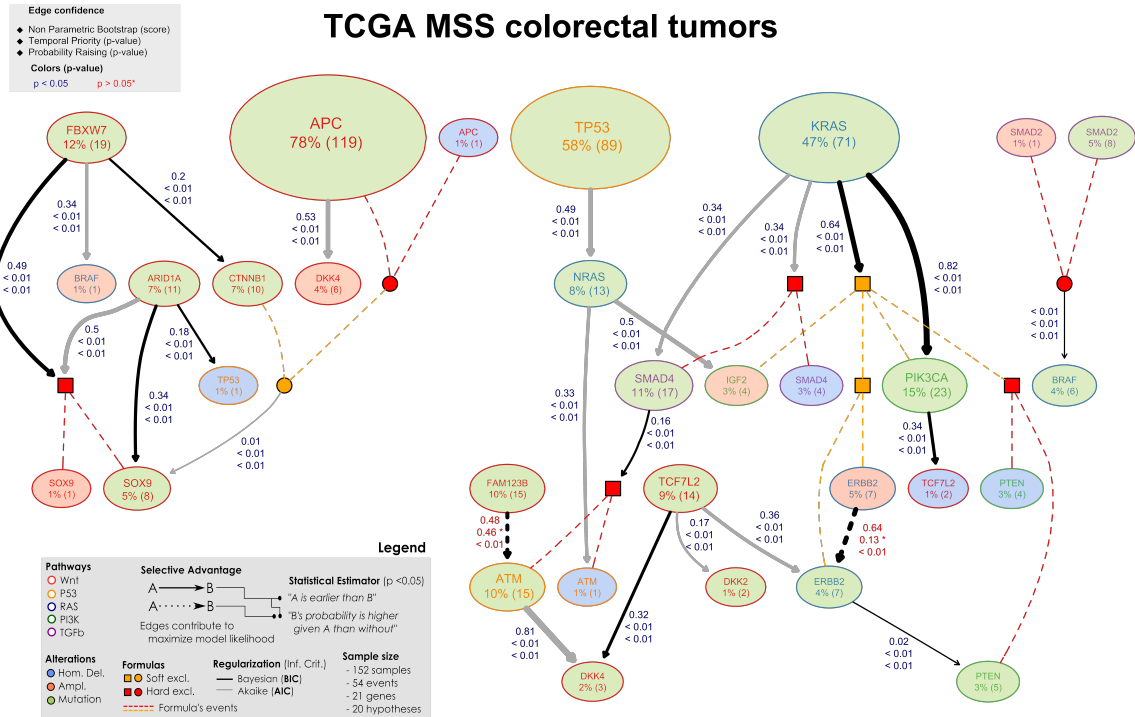 Edge confidence
◆ Non Parametric Bootstrap (score)
◆ Temporal Priority (p-value)
◆ Probability Raising (p-value)
Colors (p-value)
p < 0.05 p > 0.05*
TCGA MSS colorectal tumors
FBXW7
12% (19)
APC
78% (119)
APC
1% (1)
TP53
58% (89)
KRAS
47% (71)
SMAD2
1% (1)
SMAD2
5% (8)
0.2
< 0.01
< 0.01
0.34
< 0.01
< 0.01
0.53
< 0.01
< 0.01
0.49
< 0.01
< 0.01
0.34
< 0.01
< 0.01
0.34
< 0.01
< 0.01
0.64
< 0.01
< 0.01
0.82
< 0.01
< 0.01
0.49
< 0.01
< 0.01
BRAF
1% (1)
ARID1A
7% (11)
CTNNB1
7% (10)
DKK4
4% (6)
NRAS
8% (13)
0.5
< 0.01
< 0.01
0.18
< 0.01
< 0.01
0.5
< 0.01
< 0.01
< 0.01
< 0.01
< 0.01
TP53
1% (1)
SMAD4
11% (17)
IGF2
3% (4)
SMAD4
3% (4)
PIK3CA
15% (23)
BRAF
4% (6)
0.34
< 0.01
< 0.01
0.33
< 0.01
< 0.01
0.16
< 0.01
< 0.01
0.34
< 0.01
< 0.01
0.01
< 0.01
< 0.01
SOX9
1% (1)
SOX9
5% (8)
FAM123B
10% (15)
TCF7L2
9% (14)
ERBB2
5% (7)
TCF7L2
1% (2)
PTEN
3% (4)
0.48
0.46 *
< 0.01
0.17
< 0.01
< 0.01
0.36
< 0.01
< 0.01
0.64
0.13 *
< 0.01
ATM
10% (15)
ATM
1% (1)
DKK2
1% (2)
ERBB2
4% (7)
0.81
< 0.01
< 0.01
0.32
< 0.01
< 0.01
0.02
< 0.01
< 0.01
DKK4
2% (3)
PTEN
3% (5)
Legend
Pathways
Wnt
P53
RAS
PI3K
TGFb
Selective Advantage
A B
A B
Edges contribute to
maximize model likelihood
Statistical Estimator (p <0.05)
"A is earlier than B"
"B's probability is higher
given A than without"
Alterations
Hom. Del.
Ampl.
Mutation
Formulas
Soft excl.
Hard excl.
Formula's events
Regularization (Inf. Crit.)
Bayesian (BIC)
Akaike (AIC)
Sample size
- 152 samples
- 54 events
- 21 genes
- 20 hypotheses